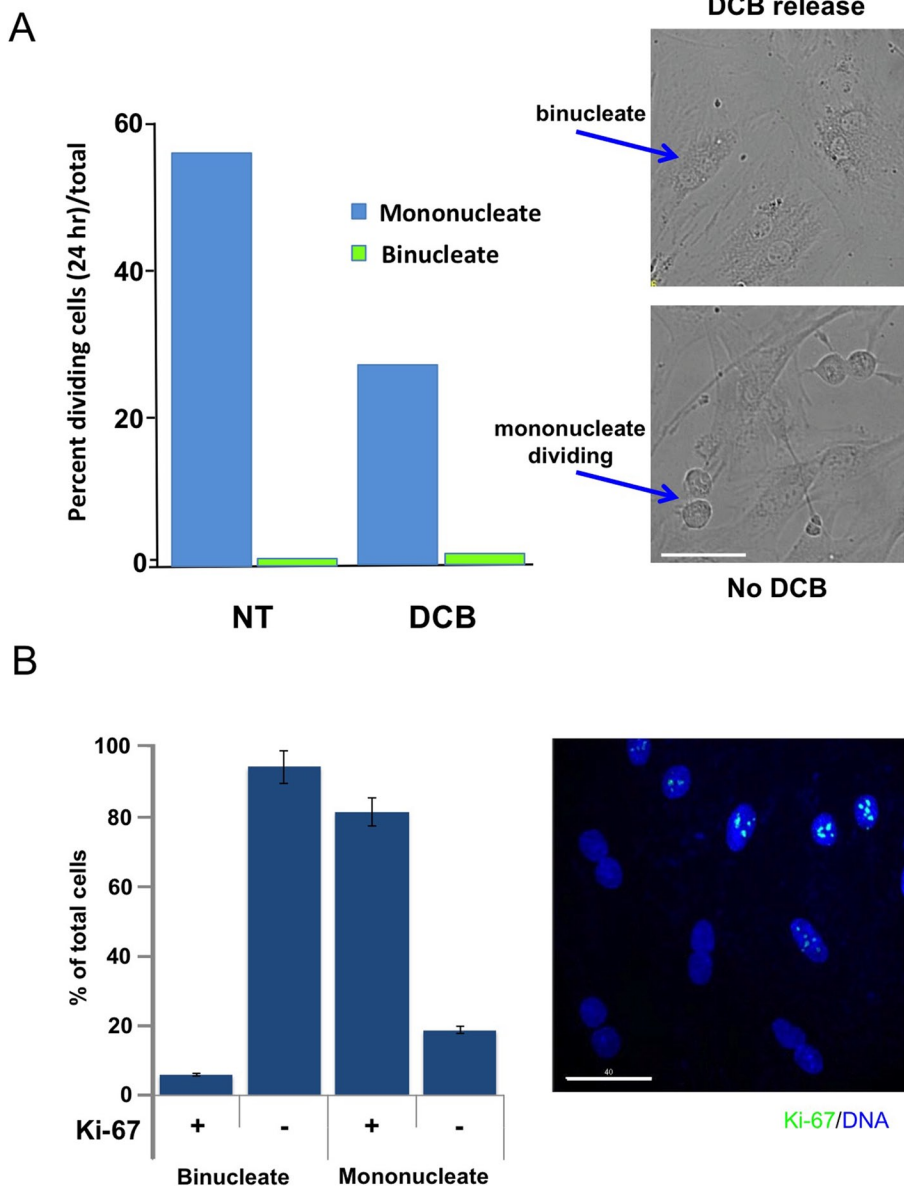 A
DCB release
60
40
20
0
Percent dividing cells (24 hr)/total
Mononucleate
Binucleate
NT
DCB
binucleate
mononucleate
dividing
No DCB
B
100
80
60
40
20
0
% of total cells
Ki-67
+
-
+
-
Binucleate
Mononucleate
40
Ki-67/DNA